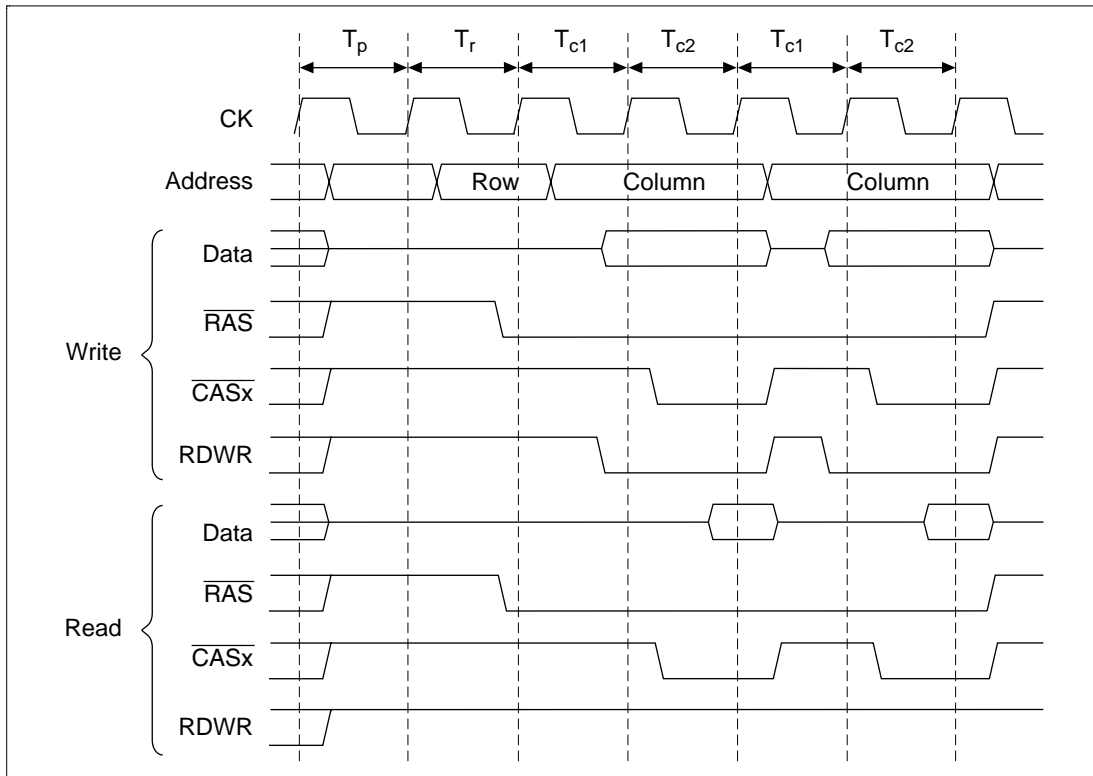 Tp Tr Tc1 Tc2 Tc1 Tc2
CK
Address Row Column Column
Data
RAS
Write
CASx
RDWR
Data
RAS
Read
CASx
RDWR